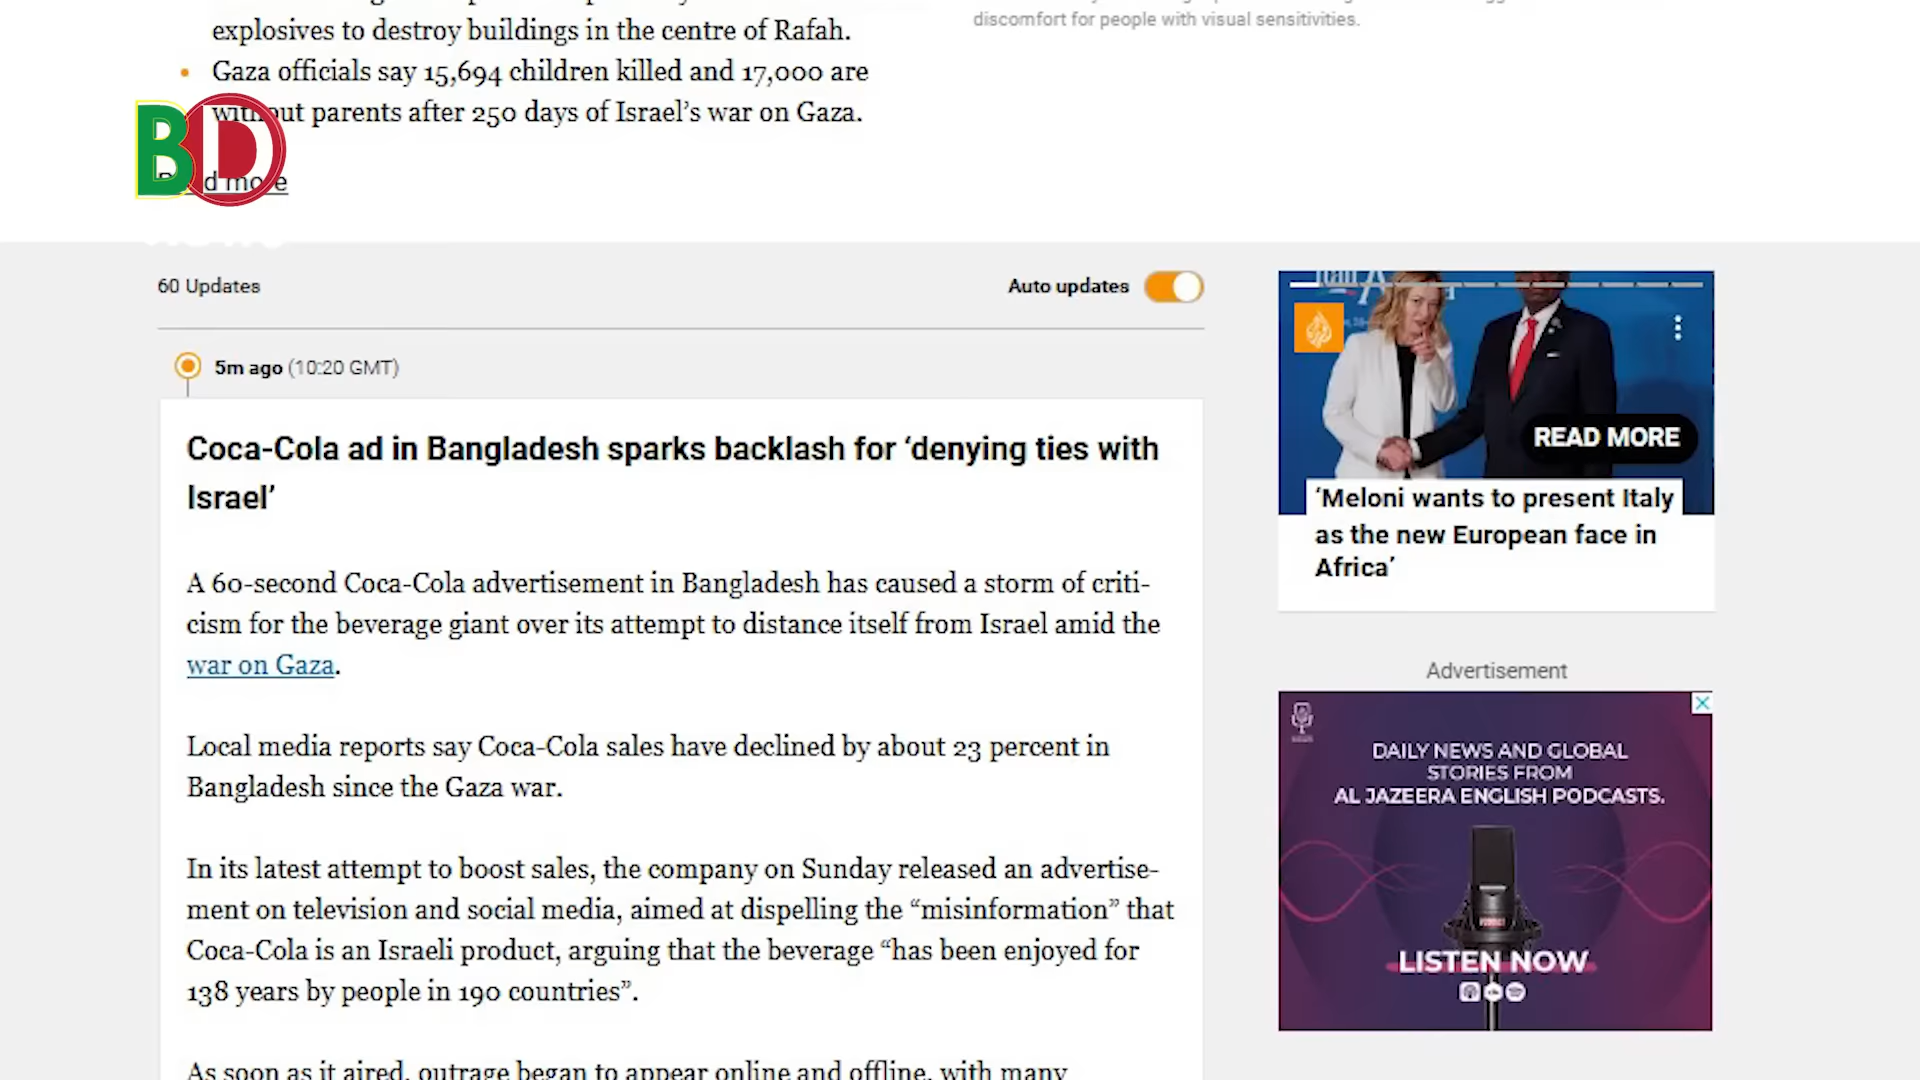 explosives to destroy buildings in the centre of Rafah.
discomfort for people with visual sensitivities.
Gaza officials say 15,694 children killed and 17,000 are
without parents after 250 days of Israel’s war on Gaza.
BD
Read more
60 Updates
Auto updates
5m ago (10:20 GMT)
Coca-Cola ad in Bangladesh sparks backlash for ‘denying ties with
Israel’
A 60-second Coca-Cola advertisement in Bangladesh has caused a storm of criti-
cism for the beverage giant over its attempt to distance itself from Israel amid the
war on Gaza.
Local media reports say Coca-Cola sales have declined by about 23 percent in
Bangladesh since the Gaza war.
In its latest attempt to boost sales, the company on Sunday released an advertise-
ment on television and social media, aimed at dispelling the “misinformation” that
Coca-Cola is an Israeli product, arguing that the beverage “has been enjoyed for
138 years by people in 190 countries”.
As soon as it aired, outrage began to appear online and offline, with many
READ MORE
‘Meloni wants to present Italy
as the new European face in
Africa’
Advertisement
DAILY NEWS AND GLOBAL
STORIES FROM
AL JAZEERA ENGLISH PODCASTS.
LISTEN NOW